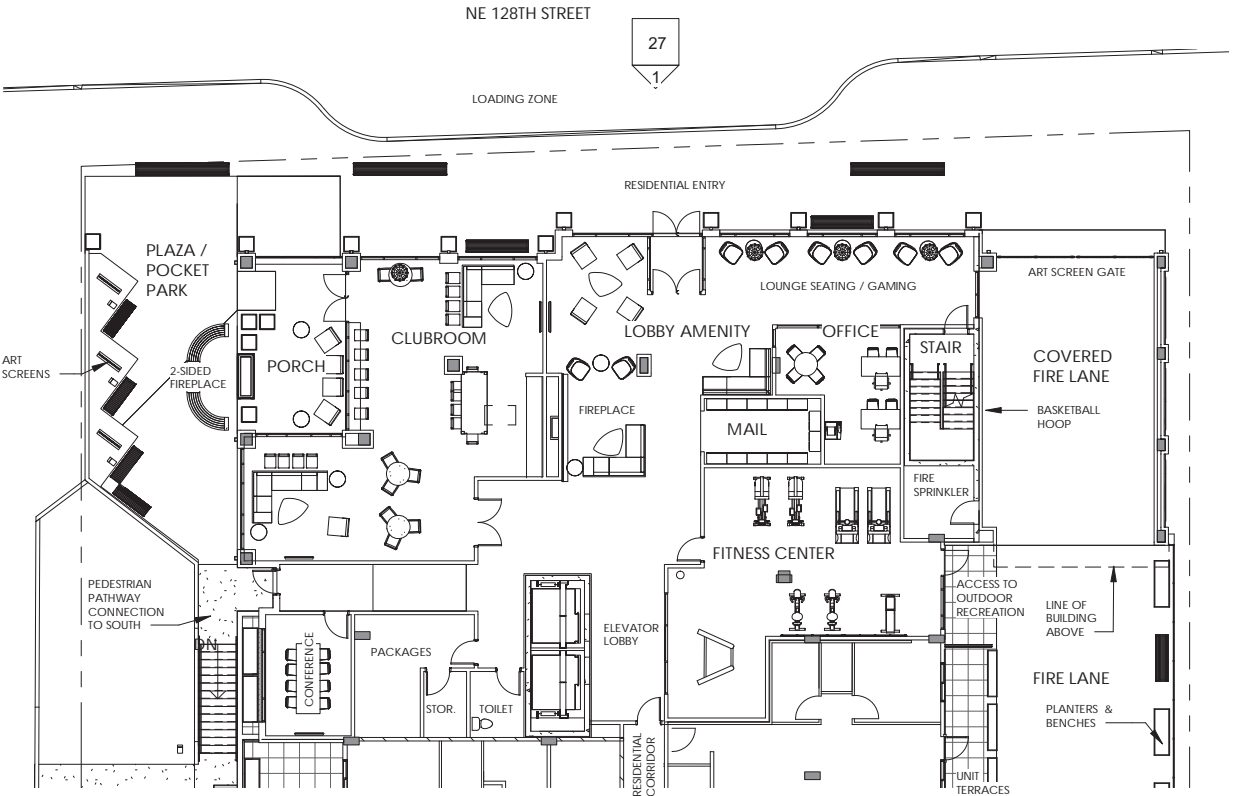 NE 128TH STREET
27
1
LOADING ZONE
RESIDENTIAL ENTRY
PLAZA /
POCKET
PARK
ART SCREEN GATE
LOUNGE SEATING / GAMING
CLUBROOM
LOBBY AMENITY
OFFICE
STAIR
COVERED
FIRE LANE
ART
SCREENS
2-SIDED
FIREPLACE
PORCH
FIREPLACE
MAIL
BASKETBALL
HOOP
FIRE
SPRINKLER
FITNESS CENTER
PEDESTRIAN
PATHWAY
CONNECTION
TO SOUTH
DN
ACCESS TO
OUTDOOR
RECREATION
LINE OF
BUILDING
ABOVE
ELEVATOR
LOBBY
CONFERENCE
PACKAGES
STOR.
TOILET
FIRE LANE
PLANTERS &
BENCHES
RESIDENTIAL
CORRIDOR
UNIT
TERRACES